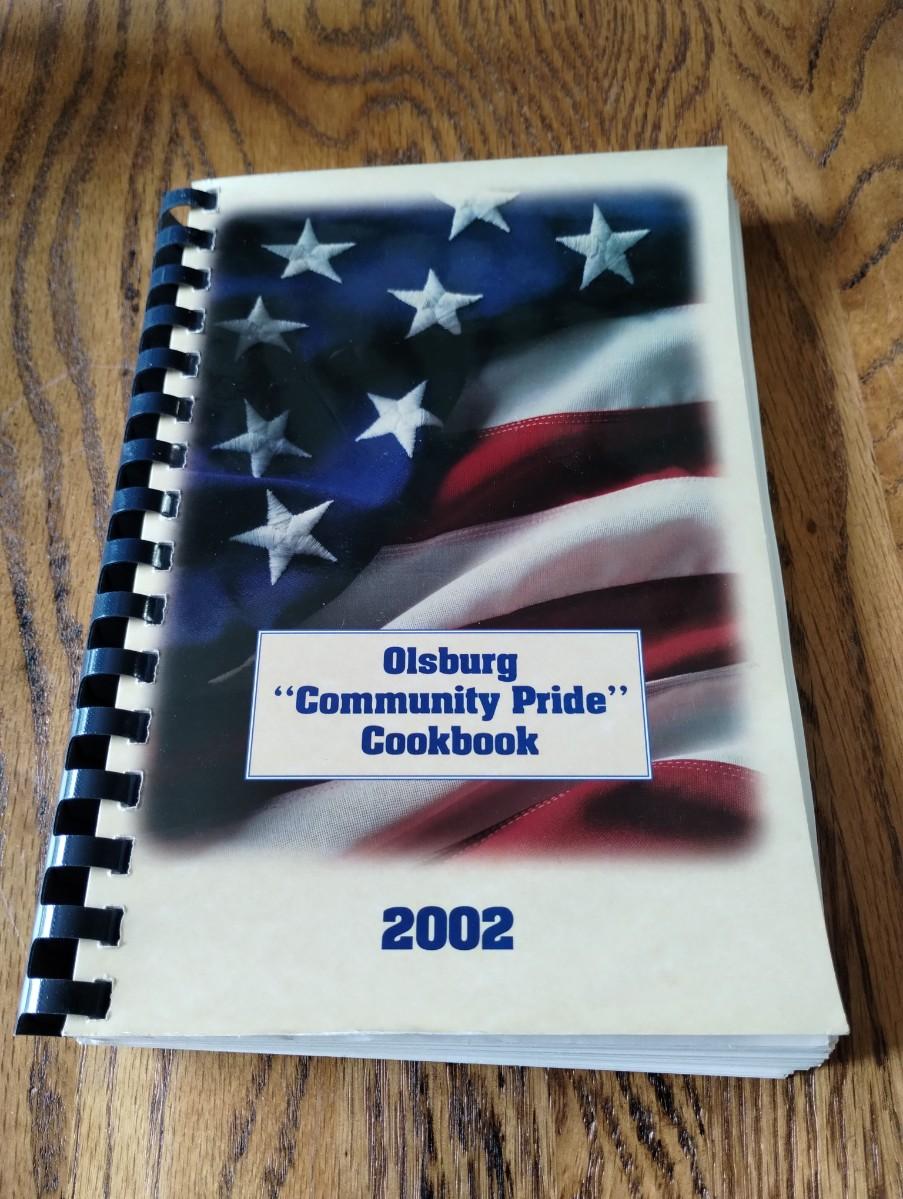 Olsburg
“Community Pride”
Cookbook
2002